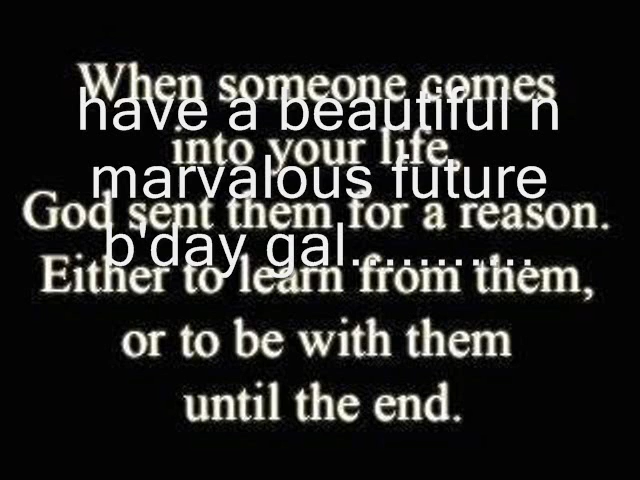 When someone comes
have a beautiful n
into your life,
marvalous future
God sent them for a reason.
b'day gal...........
Either to learn from them,
or to be with them
until the end.